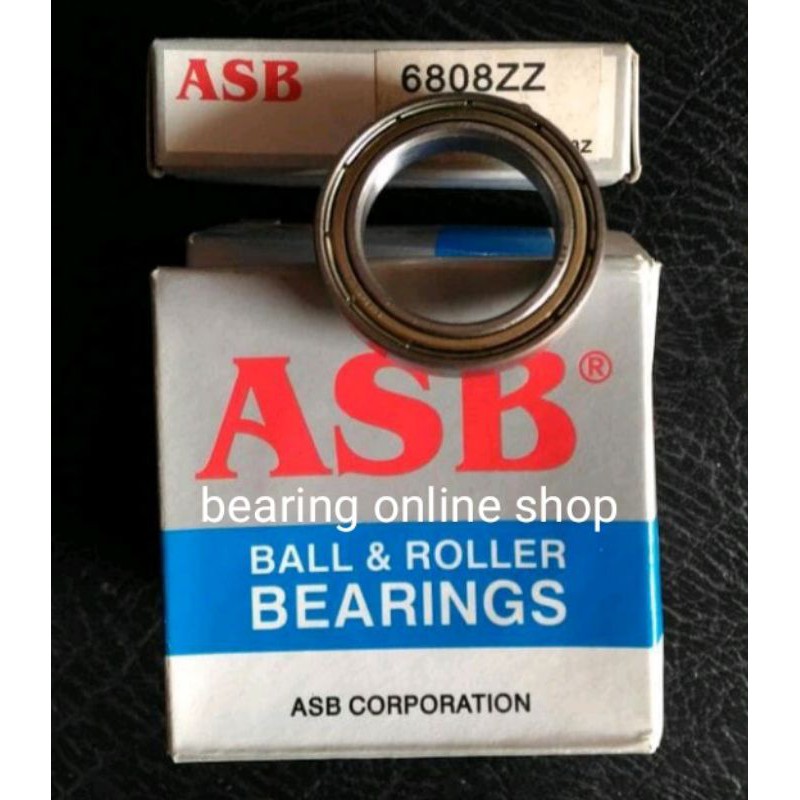 ASB 6808ZZ
ASB®
bearing online shop
BALL & ROLLER
BEARINGS
ASB CORPORATION